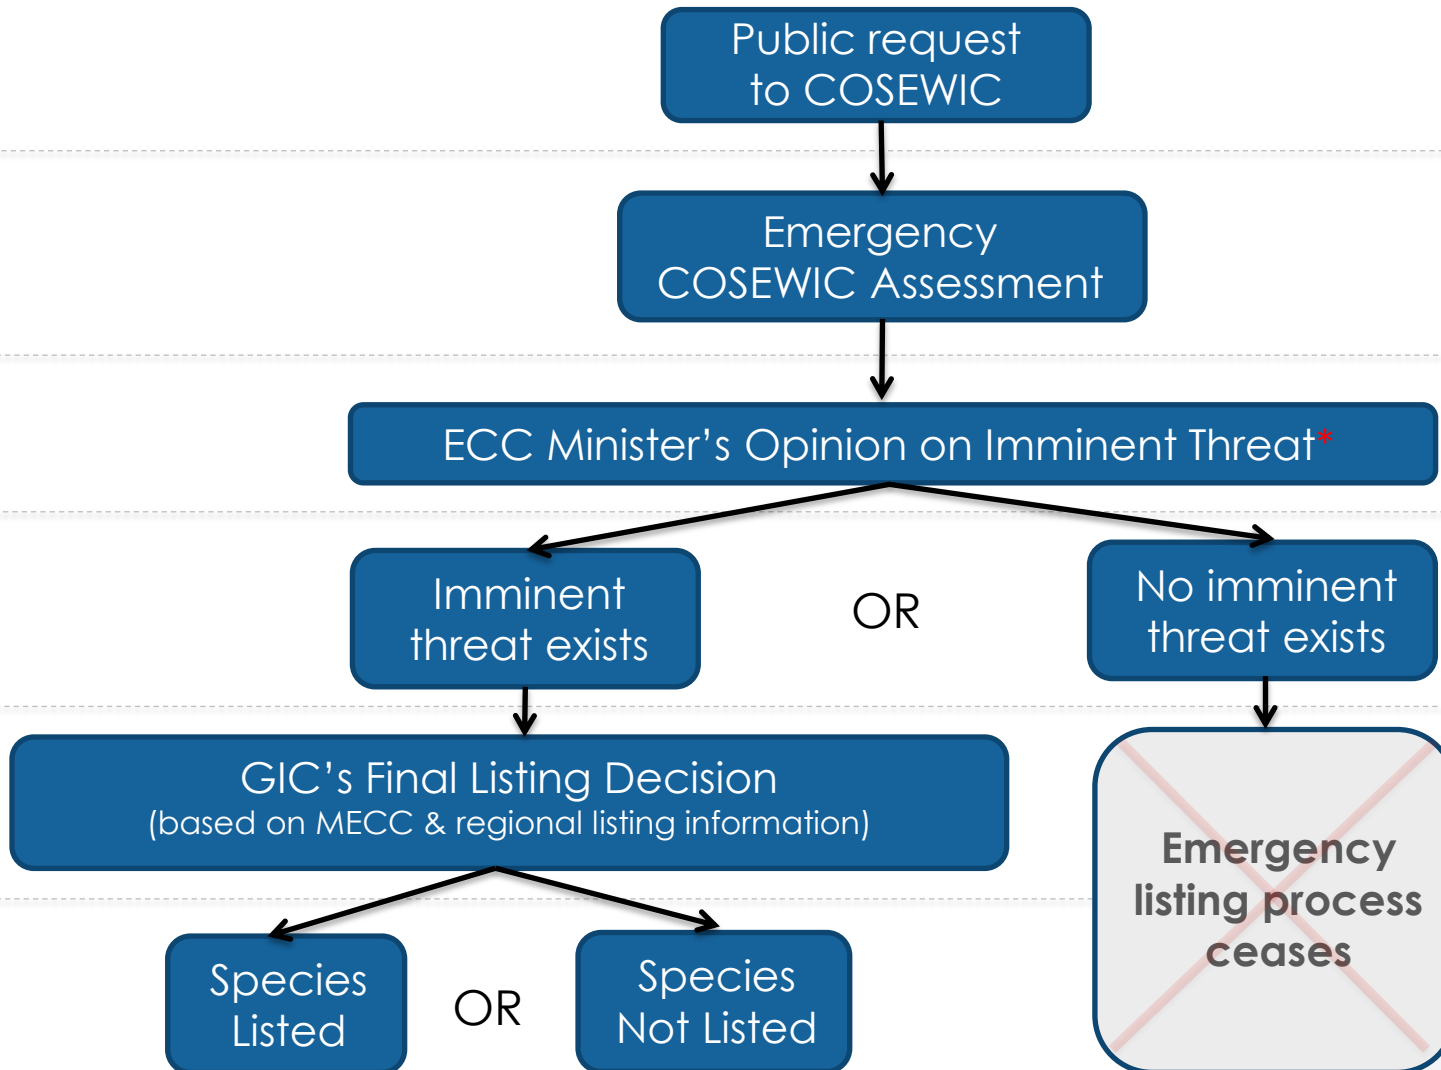 Public request
to COSEWIC
Emergency
COSEWIC Assessment
ECC Minister’s Opinion on Imminent Threat*
Imminent
threat exists
OR
No imminent
threat exists
GIC’s Final Listing Decision
(based on MECC & regional listing information)
Emergency
listing process
ceases
Species
Listed
OR
Species
Not Listed